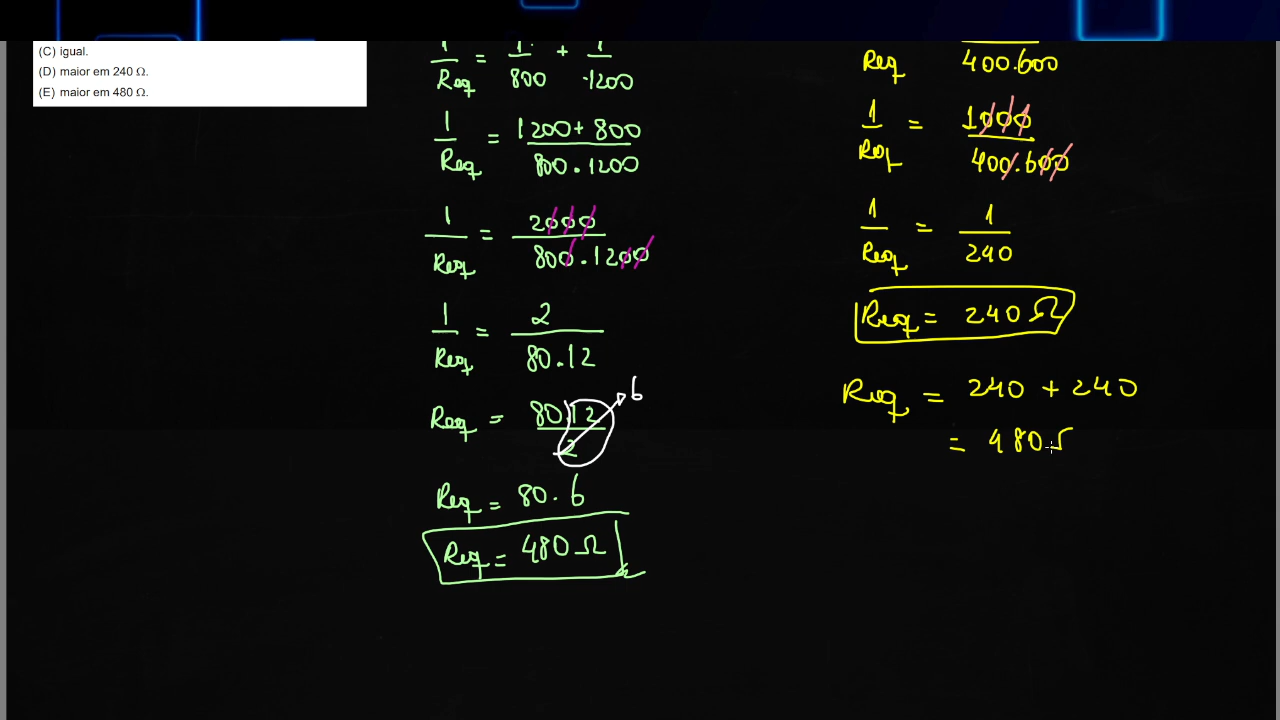 (C) igual.
(D) maior em 240 Ω.
(E) maior em 480 Ω.
1/Req = 1/800 + 1/1200
1/Req = 1200 + 800/800 . 1200
1/Req = 2000/800 . 1200
1/Req = 2/80 . 12
Req = 80.12/2 6
Req = 80 . 6
Req = 480 Ω
Req 400.600
1/Req = 1000/400.600
1/Req = 1/240
Req = 240 Ω
Req = 240 + 240
= 480